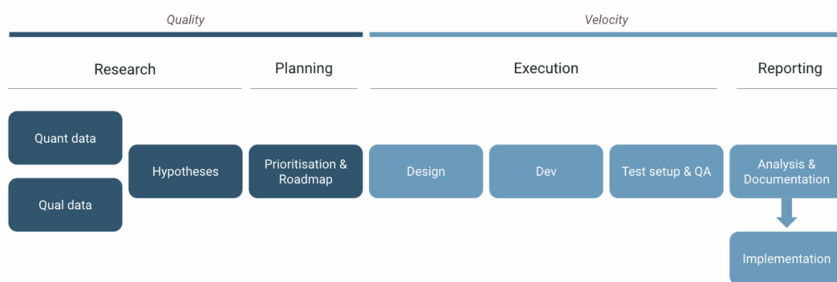 Quality
Velocity
Research
Planning
Execution
Reporting
Quant data
Qual data
Hypotheses
Prioritisation &
Roadmap
Design
Dev
Test setup & QA
Analysis &
Documentation
Implementation